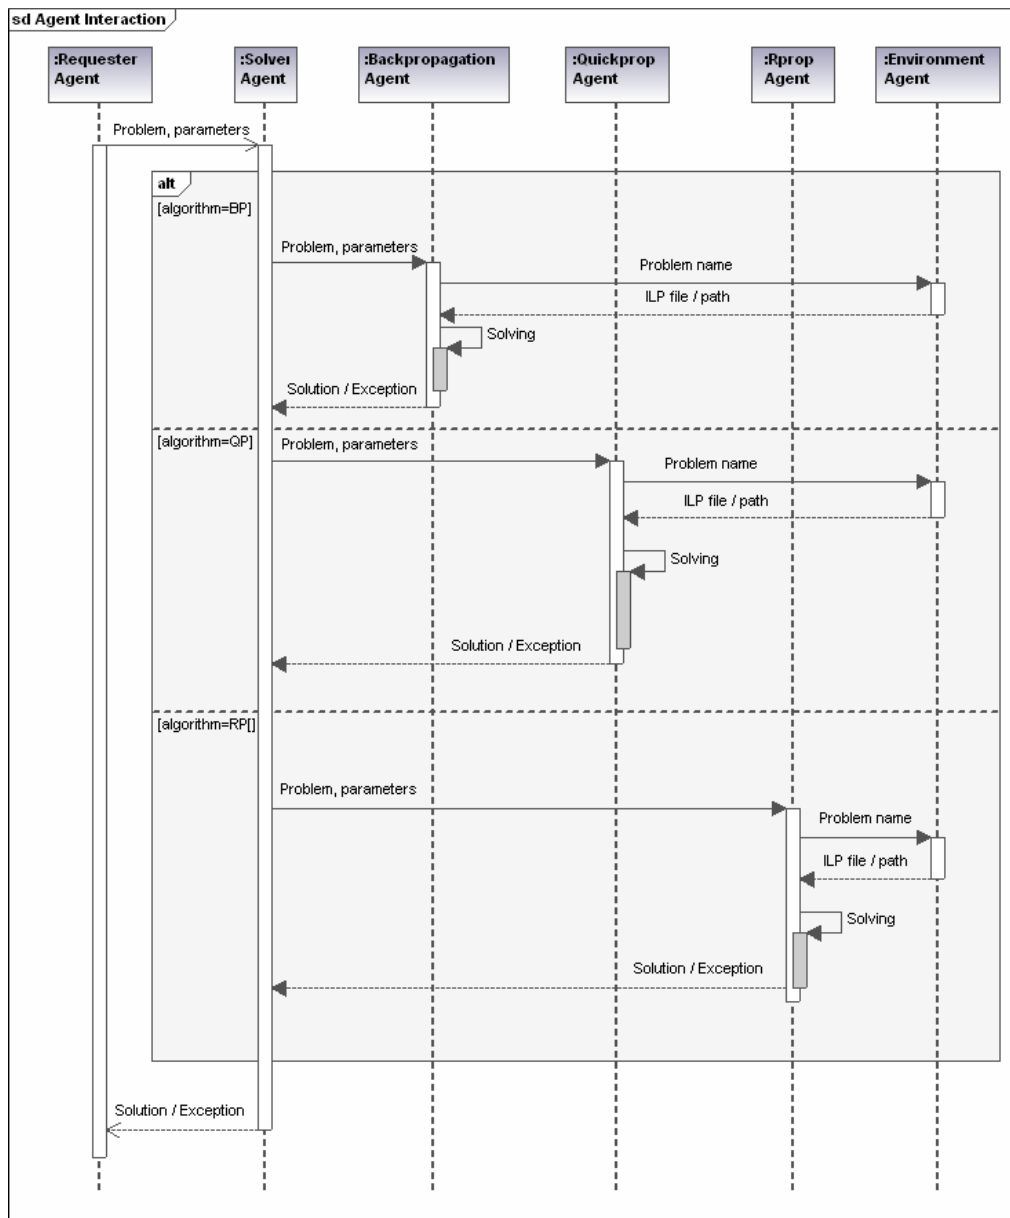 sd Agent Interaction
:Requester
Agent
:Solver
Agent
:Backpropagation
Agent
:Quickprop
Agent
:Rprop
Agent
:Environment
Agent
Problem, parameters
alt
[algorithm=BP]
Problem, parameters
Problem name
ILP file / path
Solving
Solution / Exception
[algorithm=QP]
Problem, parameters
Problem name
ILP file / path
Solving
Solution / Exception
[algorithm=RP[]
Problem, parameters
Problem name
ILP file / path
Solving
Solution / Exception
Solution / Exception